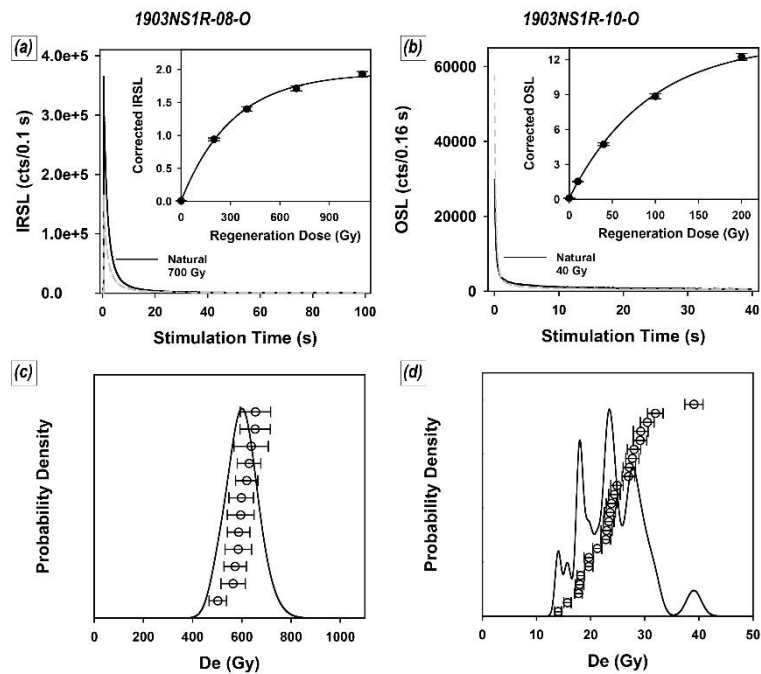 1903NS1R-08-O
1903NS1R-10-O
(a)
IRSL (cts/0.1 s)
4.0e+5
3.0e+5
2.0e+5
1.0e+5
0.0
Corrected IRSL
2.0
1.5
1.0
0.5
0.0
0 300 600 900
Regeneration Dose (Gy)
Natural
700 Gy
0 20 40 60 80 100
Stimulation Time (s)
(b)
OSL (cts/0.16 s)
60000
40000
20000
0
Corrected OSL
12
9
6
3
0
0 50 100 150 200
Regeneration Dose (Gy)
Natural
40 Gy
0 10 20 30 40
Stimulation Time (s)
(c)
Probability Density
0 200 400 600 800 1000
De (Gy)
(d)
Probability Density
0 10 20 30 40 50
De (Gy)